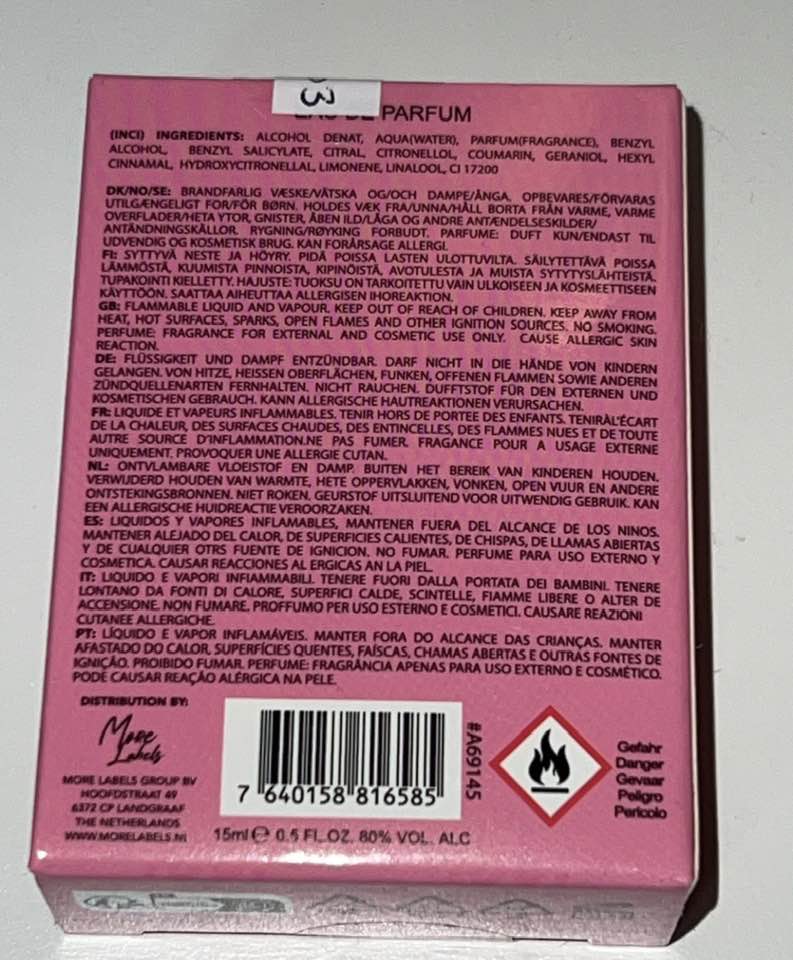 03
EAU DE PARFUM
(INCI) INGREDIENTS: ALCOHOL DENAT, AQUA(WATER), PARFUM(FRAGRANCE), BENZYL
ALCOHOL, BENZYL SALICYLATE, CITRAL, CITRONELLOL, COUMARIN, GERANIOL, HEXYL
CINNAMAL, HYDROXYCITRONELLAL, LIMONENE, LINALOOL, CI 17200
DK/NO/SE: BRANDFARLIG VÆSKE/VÄTSKA OG/OCH DAMPE/ÅNGA. OPBEVARES/FÖRVARAS
UTILGÆNGELIGT FOR/FÖR BØRN. HOLDES VÆK FRA/UNNA/HÅLL BORTA FRÅN VARME, VARME
OVERFLADER/HETA YTOR, GNISTER, ÅBEN ILD/LÅGA OG ANDRE ANTÆNDELSESKILDER/
ANTÄNDNINGSKÄLLOR. RYGNING/RØYKING FORBUDT. PARFUME: DUFT KUN/ENDAST TIL
UDVENDIG OG KOSMETISK BRUG. KAN FORÅRSAGE ALLERGI.
FI: SYTTYVÄ NESTE JA HÖYRY. PIDÄ POISSA LASTEN ULOTTUVILTA. SÄILYTETTÄVÄ POISSA
LÄMMÖSTÄ, KUUMISTA PINNOISTA, KIPINÖISTÄ, AVOTULESTA JA MUISTA SYTYTYSLÄHTEISTÄ.
TUPAKOINTI KIELLETTY. HAJUSTE: TUOKSU ON TARKOITETTU VAIN ULKOISEEN JA KOSMEETTISEEN
KÄYTTÖÖN. SAATTAA AIHEUTTAA ALLERGISEN IHOREAKTION.
GB: FLAMMABLE LIQUID AND VAPOUR. KEEP OUT OF REACH OF CHILDREN. KEEP AWAY FROM
HEAT, HOT SURFACES, SPARKS, OPEN FLAMES AND OTHER IGNITION SOURCES. NO SMOKING.
PERFUME: FRAGRANCE FOR EXTERNAL AND COSMETIC USE ONLY. CAUSE ALLERGIC SKIN
REACTION.
DE: FLÜSSIGKEIT UND DAMPF ENTZÜNDBAR. DARF NICHT IN DIE HÄNDE VON KINDERN
GELANGEN. VON HITZE, HEISSEN OBERFLÄCHEN, FUNKEN, OFFENEN FLAMMEN SOWIE ANDEREN
ZÜNDQUELLENARTEN FERNHALTEN. NICHT RAUCHEN. DUFFTSTOF FÜR DEN EXTERNEN UND
KOSMETISCHEN GEBRAUCH. KANN ALLERGISCHE HAUTREAKTIONEN VERURSACHEN.
FR: LIQUIDE ET VAPEURS INFLAMMABLES. TENIR HORS DE PORTEE DES ENFANTS. TENIRÀL'ÉCART
DE LA CHALEUR, DES SURFACES CHAUDES, DES ENTINCELLES, DES FLAMMES NUES ET DE TOUTE
AUTRE SOURCE D'INFLAMMATION.NE PAS FUMER. FRAGANCE POUR A USAGE EXTERNE
UNIQUEMENT. PROVOQUER UNE ALLERGIE CUTAN.
NL: ONTVLAMBARE VLOEISTOF EN DAMP. BUITEN HET BEREIK VAN KINDEREN HOUDEN.
VERWIJDERD HOUDEN VAN WARMTE, HETE OPPERVLAKKEN, VONKEN, OPEN VUUR EN ANDERE
ONTSTEKINGSBRONNEN. NIET ROKEN. GEURSTOF UITSLUITEND VOOR UITWENDIG GEBRUIK. KAN
EEN ALLERGISCHE HUIDREACTIE VEROORZAKEN.
ES: LIQUIDOS Y VAPORES INFLAMABLES, MANTENER FUERA DEL ALCANCE DE LOS NINOS.
MANTENER ALEJADO DEL CALOR, DE SUPERFICIES CALIENTES, DE CHISPAS, DE LLAMAS ABIERTAS
Y DE CUALQUIER OTRS FUENTE DE IGNICION. NO FUMAR. PERFUME PARA USO EXTERNO Y
COSMETICA. CAUSAR REACCIONES AL ERGICAS AN LA PIEL.
IT: LIQUIDO E VAPORI INFIAMMABILI. TENERE FUORI DALLA PORTATA DEI BAMBINI. TENERE
LONTANO DA FONTI DI CALORE, SUPERFICI CALDE, SCINTELLE, FIAMME LIBERE O ALTER DE
ACCENSIONE. NON FUMARE. PROFFUMO PER USO ESTERNO E COSMETICI. CAUSARE REAZIONI
CUTANEE ALLERGICHE.
PT: LÍQUIDO E VAPOR INFLAMÁVEIS. MANTER FORA DO ALCANCE DAS CRIANÇAS. MANTER
AFASTADO DO CALOR, SUPERFÍCIES QUENTES, FAÍSCAS, CHAMAS ABERTAS E OUTRAS FONTES DE
IGNIÇÃO. PROIBIDO FUMAR. PERFUME: FRAGRÂNCIA APENAS PARA USO EXTERNO E COSMÉTICO.
PODE CAUSAR REAÇÃO ALÉRGICA NA PELE.
DISTRIBUTION BY:
More
Labels
MORE LABELS GROUP BV
HOOFDSTRAAT 49
6372 CP LANDGRAAF
THE NETHERLANDS
WWW.MORELABELS.NL
7 640158 816585
#A69145
15ml ℮ 0.5 FL.OZ. 80% VOL. ALC
Gefahr
Danger
Gevaar
Peligro
Pericolo